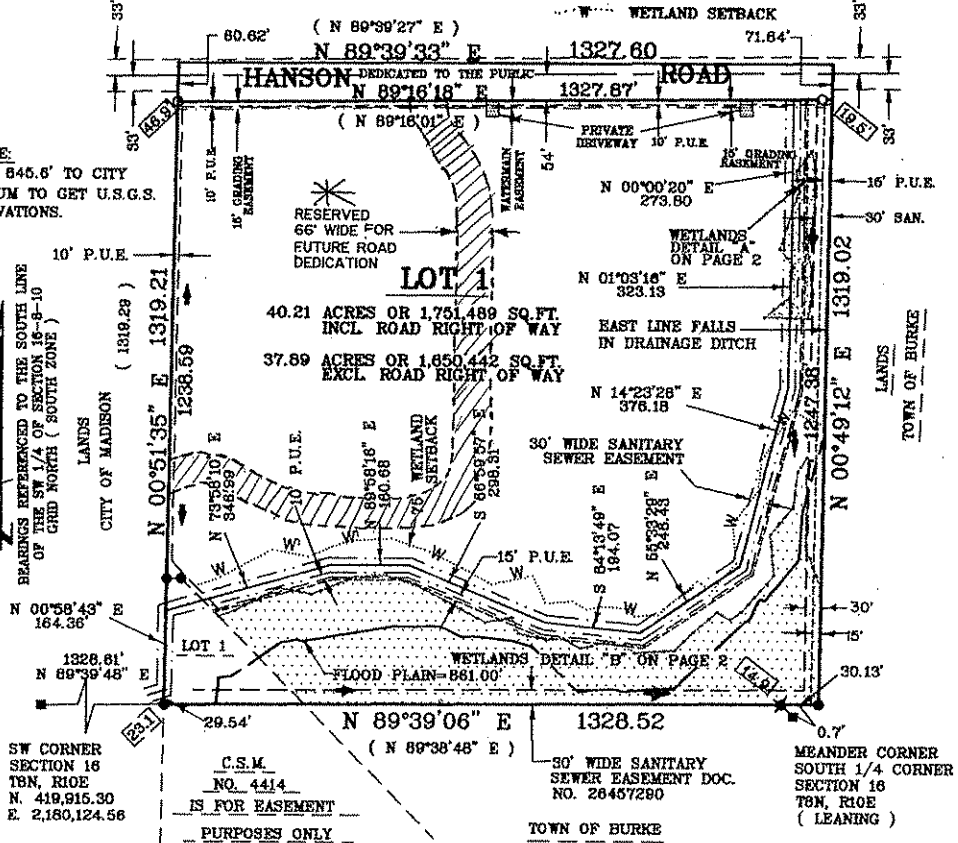 33'
( N 89°39'27" E )
W WETLAND SETBACK
33'
80.62'
71.64'
N 89°39'33" E 1327.60
HANSON DEDICATED TO THE PUBLIC ROAD
N 89°16'18" E 1327.87'
( N 89°16'01" E )
46.9'
19.5'
33'
33'
E:
645.6' TO CITY
UM TO GET U.S.G.S.
VATIONS.
10' P.U.E.
15' GRADING
EASEMENT
WATERMAIN
EASEMENT
54'
PRIVATE
DRIVEWAY
10' P.U.E.
15' GRADING
EASEMENT
N 00°00'20" E
273.80
15' P.U.E.
30' SAN.
RESERVED
66' WIDE FOR
FUTURE ROAD
DEDICATION
WETLANDS
DETAIL "A"
ON PAGE 2
10' P.U.E.
LOT 1
N 01°03'16" E
323.13
40.21 ACRES OR 1,751,489 SQ.FT.
INCL ROAD RIGHT OF WAY
37.89 ACRES OR 1,650,442 SQ.FT.
EXCL. ROAD RIGHT OF WAY
EAST LINE FALLS
IN DRAINAGE DITCH
BEARINGS REFERENCED TO THE SOUTH LINE
OF THE SW 1/4 OF SECTION 16-8-10
GRID NORTH ( SOUTH ZONE )
LANDS
CITY OF MADISON
( 1319.29 )
N 00°51'35" E 1319.21
1238.59
N 14°23'28" E
376.18
30' WIDE SANITARY
SEWER EASEMENT
1247.38'
N 00°49'12" E 1319.02
LANDS
TOWN OF BURKE
N 73°58'10" E
348.99
10' P.U.E.
N 89°58'16" E
160.68
75' WETLAND
SETBACK
S 66°59'57" E
298.31'
S 84°13'49" E
194.07
N 55°33'29" E
248.43
W W' W W W W W W
15' P.U.E.
N 00°58'43" E
164.36'
LOT 1
1328.61'
N 89°39'48" E
WETLANDS DETAIL "B" ON PAGE 2
FLOOD PLAIN=861.00'
30'
15'
14.9'
30.13'
23.1
29.54'
N 89°39'06" E 1328.52
( N 89°38'48" E )
0.7'
SW CORNER
SECTION 16
T8N, R10E
N. 419,915.30
E. 2,180,124.56
C.S.M.
NO. 4414
IS FOR EASEMENT
PURPOSES ONLY
30' WIDE SANITARY
SEWER EASEMENT DOC.
NO. 26457290
TOWN OF BURKE
MEANDER CORNER
SOUTH 1/4 CORNER
SECTION 16
T8N, R10E
( LEANING )